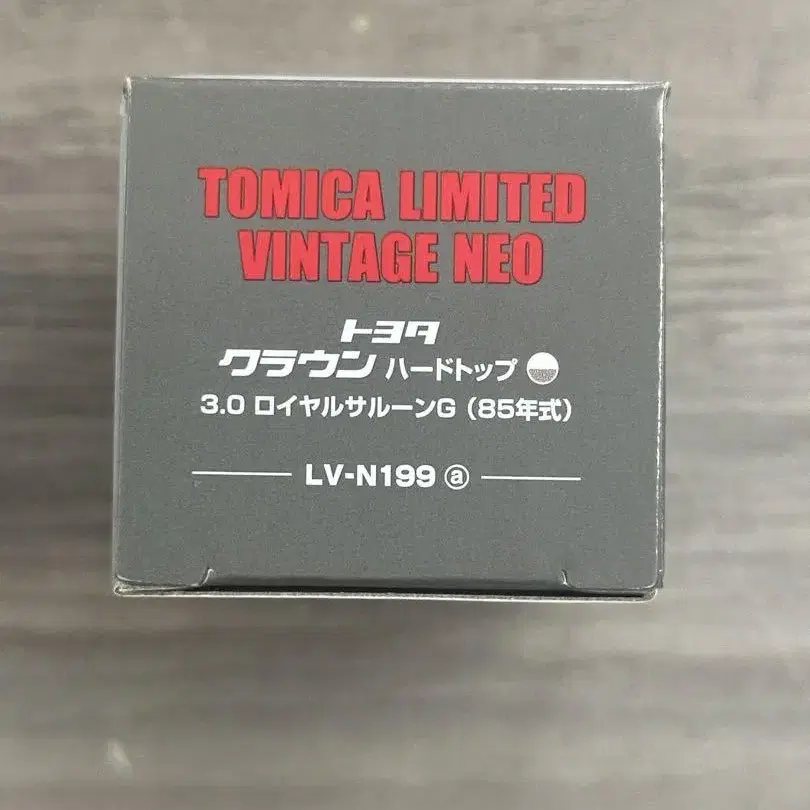 TOMICA LIMITED
VINTAGE NEO
トヨタ
クラウン ハードトップ
3.0 ロイヤルサルーンG（85年式）
LV-N199 ⓐ